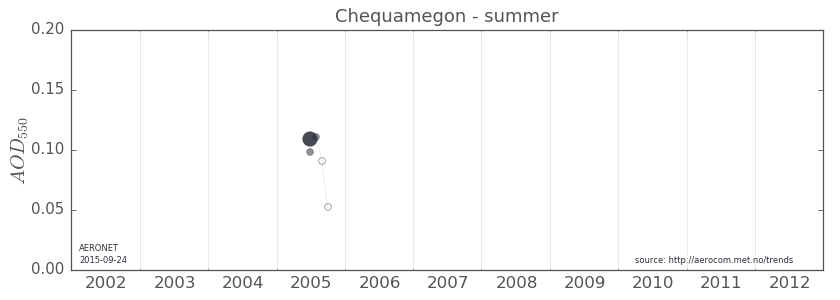 Chequamegon - summer
0.20
0.15
0.10
0.05
0.00
AOD550
AERONET
2015-09-24
source: http://aerocom.met.no/trends
2002 2003 2004 2005 2006 2007 2008 2009 2010 2011 2012